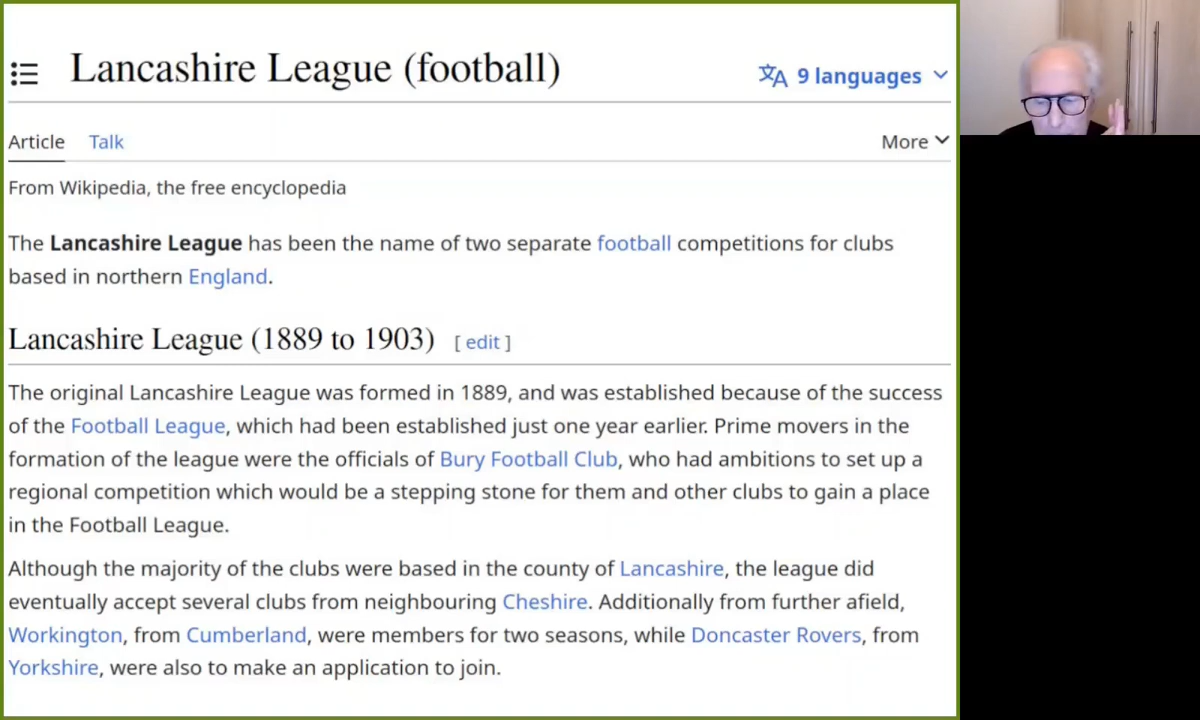 Lancashire League (football)
9 languages
Article Talk More
From Wikipedia, the free encyclopedia
The Lancashire League has been the name of two separate football competitions for clubs
based in northern England.
Lancashire League (1889 to 1903) [ edit ]
The original Lancashire League was formed in 1889, and was established because of the success
of the Football League, which had been established just one year earlier. Prime movers in the
formation of the league were the officials of Bury Football Club, who had ambitions to set up a
regional competition which would be a stepping stone for them and other clubs to gain a place
in the Football League.
Although the majority of the clubs were based in the county of Lancashire, the league did
eventually accept several clubs from neighbouring Cheshire. Additionally from further afield,
Workington, from Cumberland, were members for two seasons, while Doncaster Rovers, from
Yorkshire, were also to make an application to join.